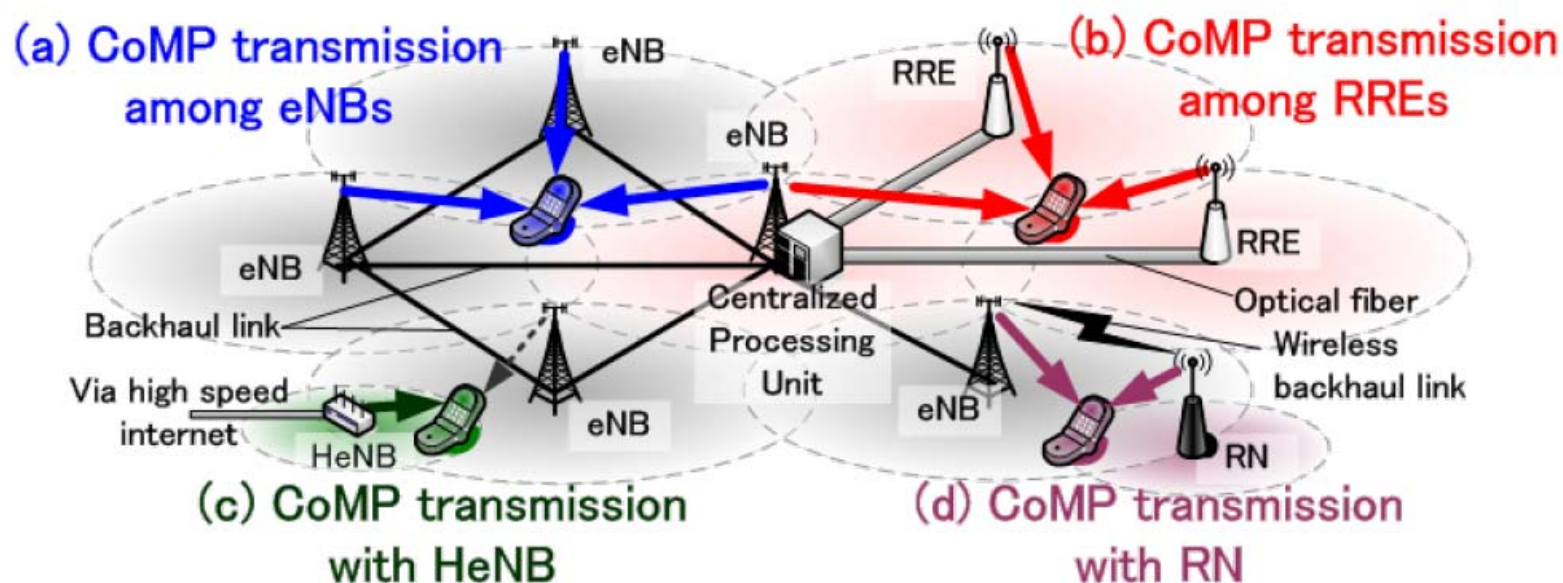 (a) CoMP transmission
among eNBs
eNB
RRE
(b) CoMP transmission
among RREs
eNB
eNB
RRE
Centralized
Processing
Unit
Optical fiber
Backhaul link
Wireless
backhaul link
Via high speed
internet
HeNB
eNB
eNB
RN
(c) CoMP transmission
with HeNB
(d) CoMP transmission
with RN